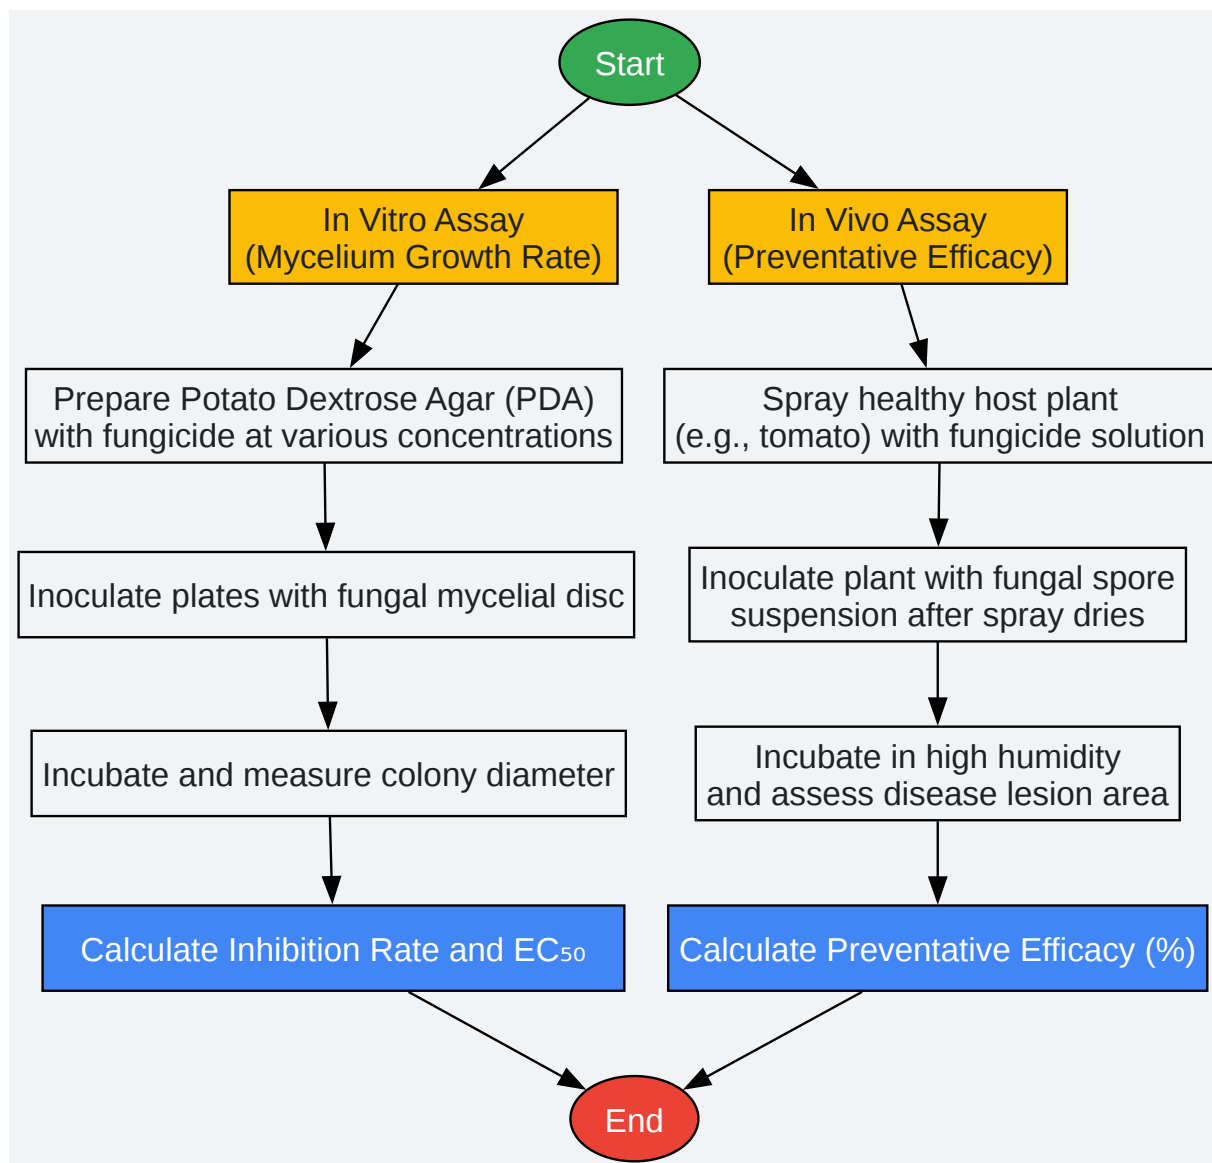 Start
In Vitro Assay
(Mycelium Growth Rate)
Prepare Potato Dextrose Agar (PDA)
with fungicide at various concentrations
Inoculate plates with fungal mycelial disc
Incubate and measure colony diameter
Calculate Inhibition Rate and EC₅₀
In Vivo Assay
(Preventative Efficacy)
Spray healthy host plant
(e.g., tomato) with fungicide solution
Inoculate plant with fungal spore
suspension after spray dries
Incubate in high humidity
and assess disease lesion area
Calculate Preventative Efficacy (%)
End